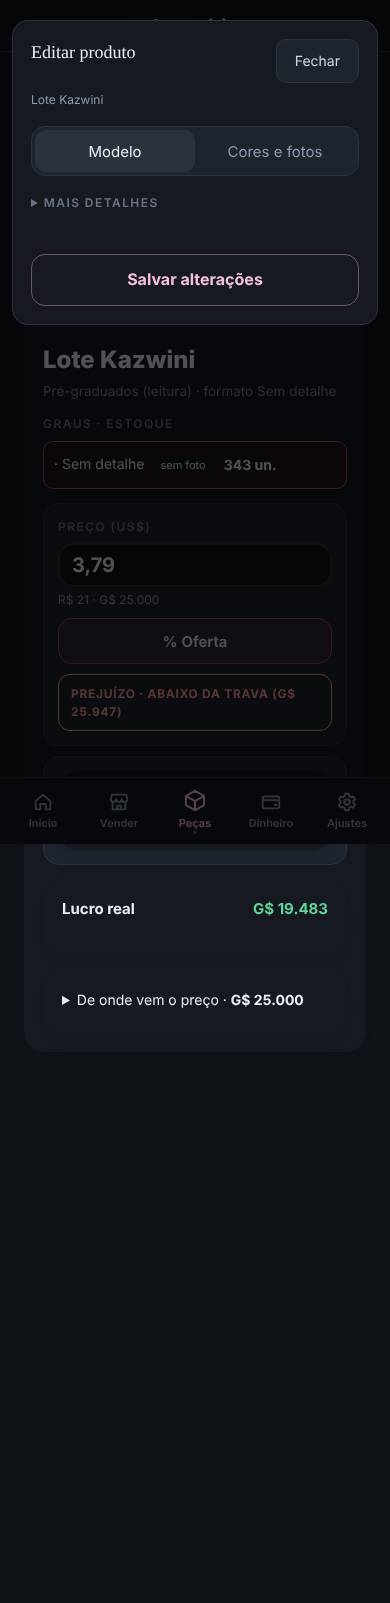 Editar produto
Fechar
Lote Kazwini
Modelo
Cores e fotos
MAIS DETALHES
Salvar alterações
Lote Kazwini
Pré-graduados (leitura) · formato Sem detalhe
GRAUS · ESTOQUE
· Sem detalhe sem foto 343 un.
PREÇO (US$)
3,79
R$ 21 · G$ 25.000
% Oferta
PREJUÍZO · ABAIXO DA TRAVA (G$
25.947)
Início
Vender
Peças
Dinheiro
Ajustes
Lucro real
G$ 19.483
De onde vem o preço · G$ 25.000